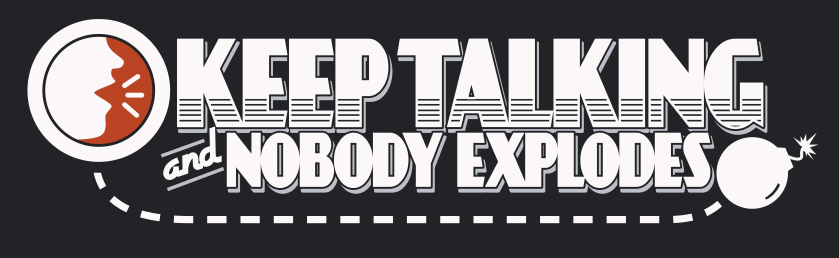 KEEP TALKING
and NOBODY EXPLODES